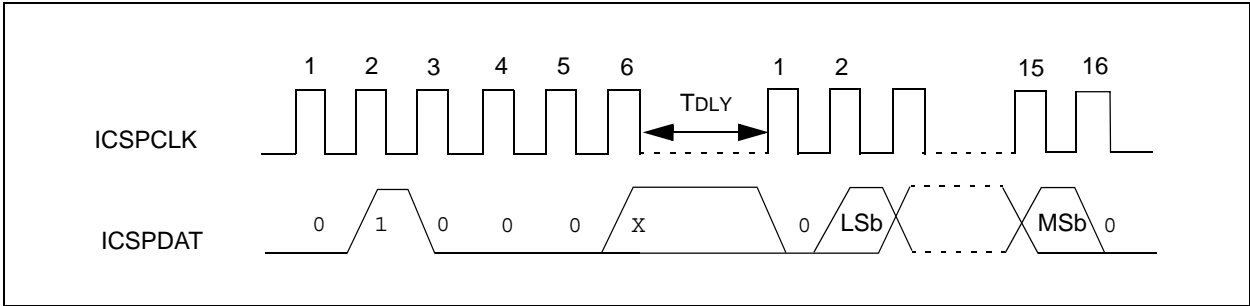 1 2 3 4 5 6 1 2 15 16
TDLY
ICSPCLK
ICSPDAT 0 1 0 0 0 X 0 LSb MSb 0